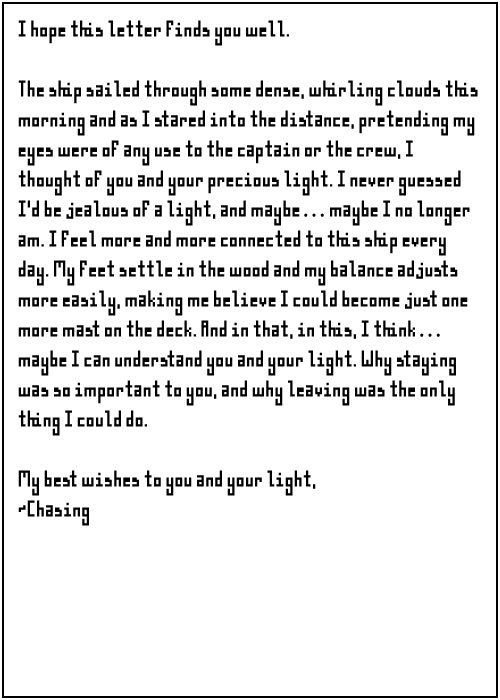 I hope this letter finds you well.

The ship sailed through some dense, whirling clouds this
morning and as I stared into the distance, pretending my
eyes were of any use to the captain or the crew, I
thought of you and your precious light. I never guessed
I'd be jealous of a light, and maybe... maybe I no longer
am. I feel more and more connected to this ship every
day. My feet settle in the wood and my balance adjusts
more easily, making me believe I could become just one
more mast on the deck. And in that, in this, I think...
maybe I can understand you and your light. Why staying
was so important to you, and why leaving was the only
thing I could do.

My best wishes to you and your light,
~Chasing